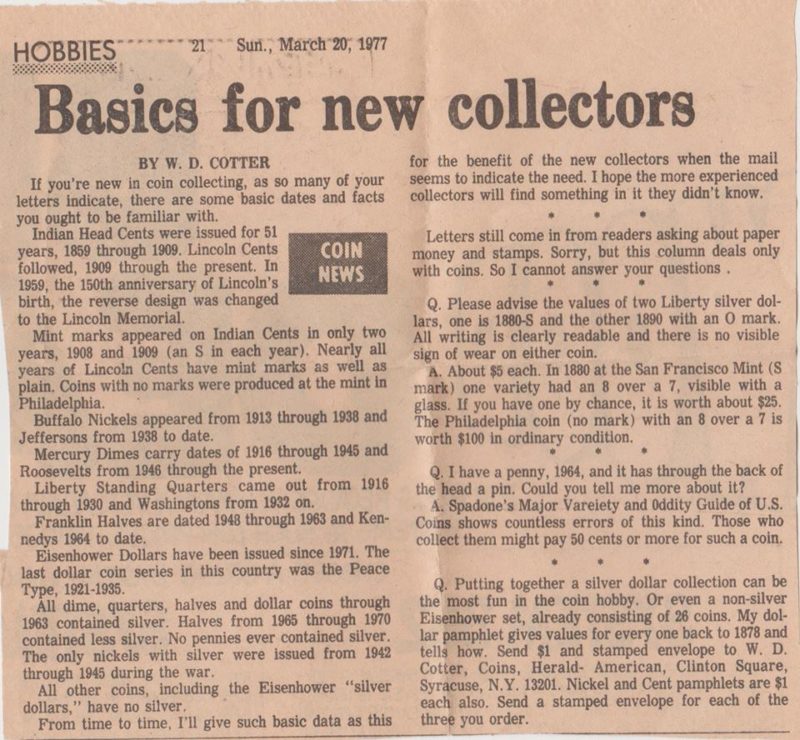 HOBBIES 21 Sun., March 20, 1977
Basics for new collectors
BY W. D. COTTER
If you're new in coin collecting, as so many of your
letters indicate, there are some basic dates and facts
you ought to be familiar with.
Indian Head Cents were issued for 51
years, 1859 through 1909. Lincoln Cents
followed, 1909 through the present. In
1959, the 150th anniversary of Lincoln's
birth, the reverse design was changed
to the Lincoln Memorial.
COIN
NEWS
Mint marks appeared on Indian Cents in only two
years, 1908 and 1909 (an S in each year). Nearly all
years of Lincoln Cents have mint marks as well as
plain. Coins with no marks were produced at the mint in
Philadelphia.
Buffalo Nickels appeared from 1913 through 1938 and
Jeffersons from 1938 to date.
Mercury Dimes carry dates of 1916 through 1945 and
Roosevelts from 1946 through the present.
Liberty Standing Quarters came out from 1916
through 1930 and Washingtons from 1932 on.
Franklin Halves are dated 1948 through 1963 and Ken-
nedys 1964 to date.
Eisenhower Dollars have been issued since 1971. The
last dollar coin series in this country was the Peace
Type, 1921-1935.
All dime, quarters, halves and dollar coins through
1963 contained silver. Halves from 1965 through 1970
contained less silver. No pennies ever contained silver.
The only nickels with silver were issued from 1942
through 1945 during the war.
All other coins, including the Eisenhower "silver
dollars," have no silver.
From time to time, I'll give such basic data as this
for the benefit of the new collectors when the mail
seems to indicate the need. I hope the more experienced
collectors will find something in it they didn't know.
* * *
Letters still come in from readers asking about paper
money and stamps. Sorry, but this column deals only
with coins. So I cannot answer your questions .
* * *
Q. Please advise the values of two Liberty silver dol-
lars, one is 1880-S and the other 1890 with an O mark.
All writing is clearly readable and there is no visible
sign of wear on either coin.
A. About $5 each. In 1880 at the San Francisco Mint (S
mark) one variety had an 8 over a 7, visible with a
glass. If you have one by chance, it is worth about $25.
The Philadelphia coin (no mark) with an 8 over a 7 is
worth $100 in ordinary condition.
* * *
Q. I have a penny, 1964, and it has through the back of
the head a pin. Could you tell me more about it?
A. Spadone's Major Vareiety and Oddity Guide of U.S.
Coins shows countless errors of this kind. Those who
collect them might pay 50 cents or more for such a coin.
* * *
Q. Putting together a silver dollar collection can be
the most fun in the coin hobby. Or even a non-silver
Eisenhower set, already consisting of 26 coins. My dol-
lar pamphlet gives values for every one back to 1878 and
tells how. Send $1 and stamped envelope to W. D.
Cotter, Coins, Herald- American, Clinton Square,
Syracuse, N.Y. 13201. Nickel and Cent pamphlets are $1
each also. Send a stamped envelope for each of the
three you order.